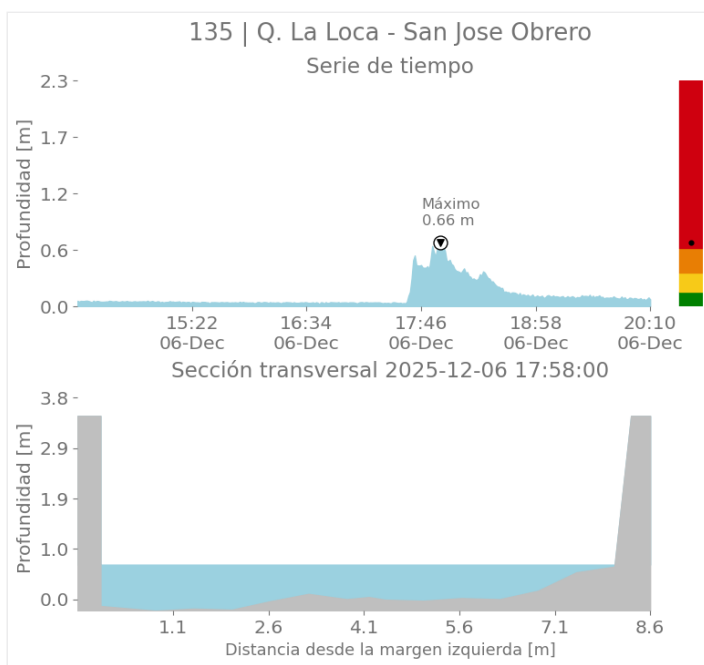 135 | Q. La Loca - San Jose Obrero
Serie de tiempo
Profundidad [m]
2.3
1.7
1.2
0.6
0.0
Máximo
0.66 m
15:22 16:34 17:46 18:58 20:10
06-Dec 06-Dec 06-Dec 06-Dec 06-Dec
Sección transversal 2025-12-06 17:58:00
Profundidad [m]
3.8
2.9
1.9
1.0
0.0
1.1 2.6 4.1 5.6 7.1 8.6
Distancia desde la margen izquierda [m]